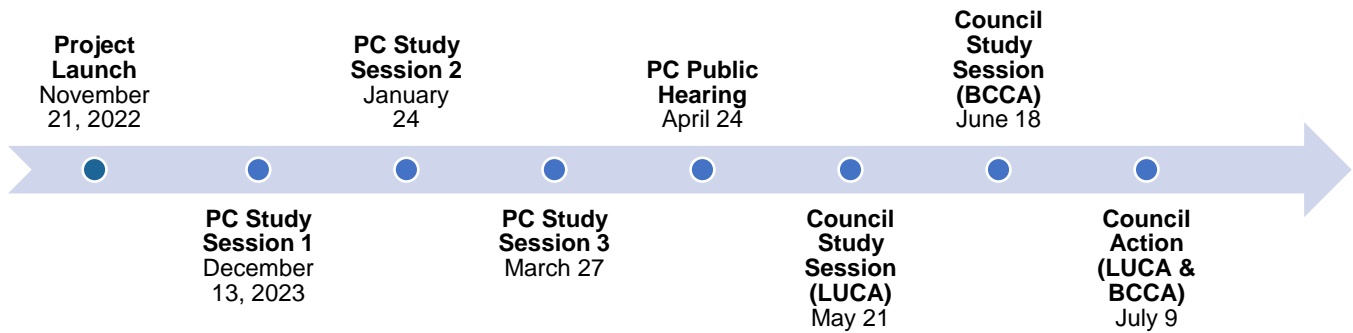 Project
Launch
November
21, 2022
PC Study
Session 1
December
13, 2023
PC Study
Session 2
January
24
PC Study
Session 3
March 27
PC Public
Hearing
April 24
Council
Study
Session
(LUCA)
May 21
Council
Study
Session
(BCCA)
June 18
Council
Action
(LUCA &
BCCA)
July 9